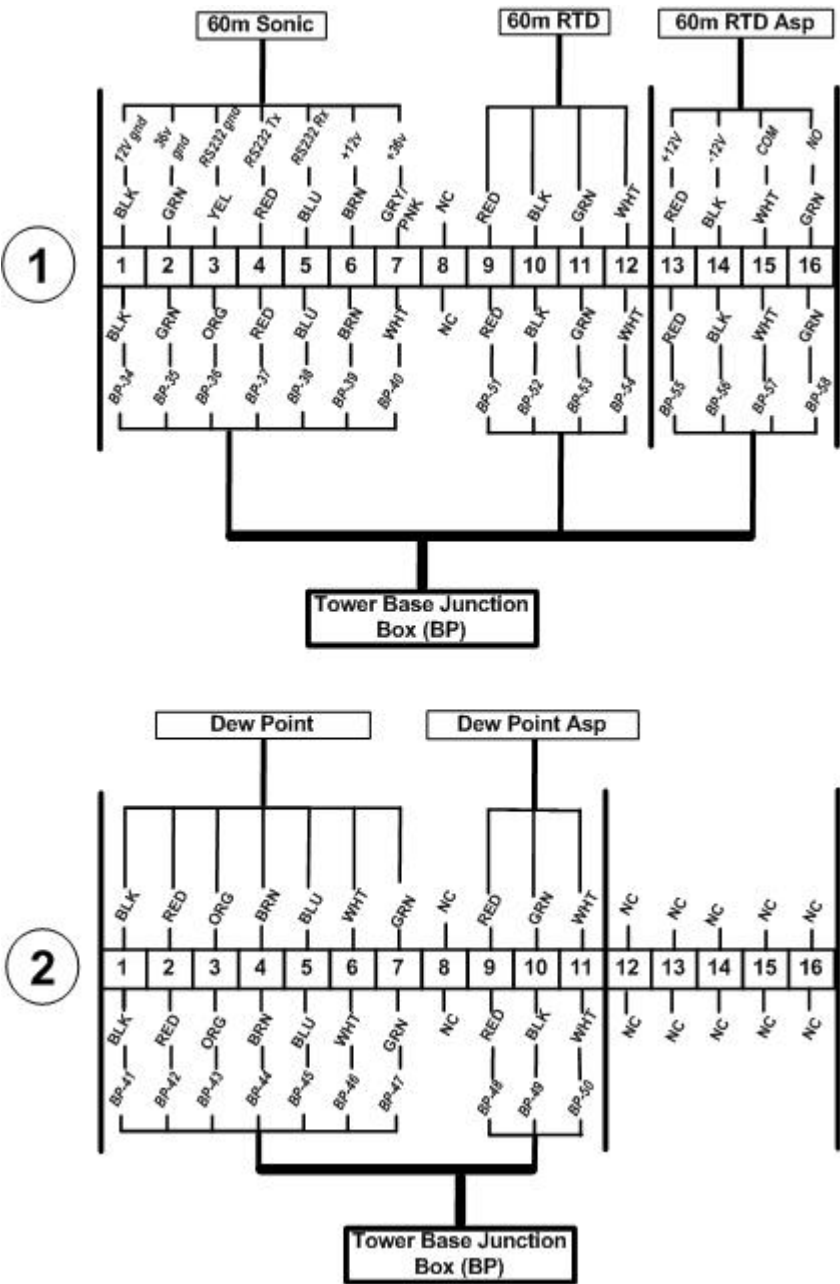 60m Sonic 60m RTD 60m RTD Asp
12V gnd 36v gnd RS232 gnd RS232 Tx RS232 Rx +12v +36v +12V -12V COM NO
BLK GRN YEL RED BLU BRN GRY/PNK NC RED BLK GRN WHT RED BLK WHT GRN
1
1 2 3 4 5 6 7 8 9 10 11 12 13 14 15 16
BLK GRN ORG RED BLU BRN WHT NC RED BLK GRN WHT RED BLK WHT GRN
BP-34 BP-35 BP-36 BP-37 BP-38 BP-39 BP-40 BP-51 BP-52 BP-53 BP-54 BP-55 BP-56 BP-57 BP-58
Tower Base Junction
Box (BP)
Dew Point Dew Point Asp
BLK RED ORG BRN BLU WHT GRN NC RED GRN WHT NC NC NC NC NC
2
1 2 3 4 5 6 7 8 9 10 11 12 13 14 15 16
BLK RED ORG BRN BLU WHT GRN NC RED BLK WHT NC NC NC NC NC
BP-41 BP-42 BP-43 BP-44 BP-45 BP-46 BP-47 BP-48 BP-49 BP-50
Tower Base Junction
Box (BP)